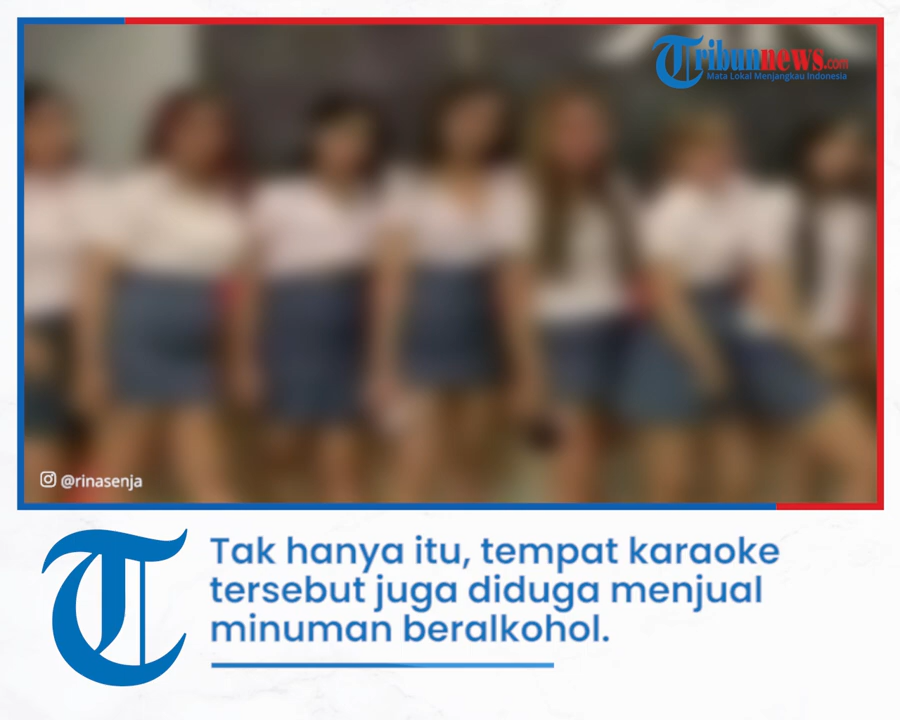 Tribunnews.com
Mata Lokal Menjangkau Indonesia
@rinasenja
T
Tak hanya itu, tempat karaoke
tersebut juga diduga menjual
minuman beralkohol.